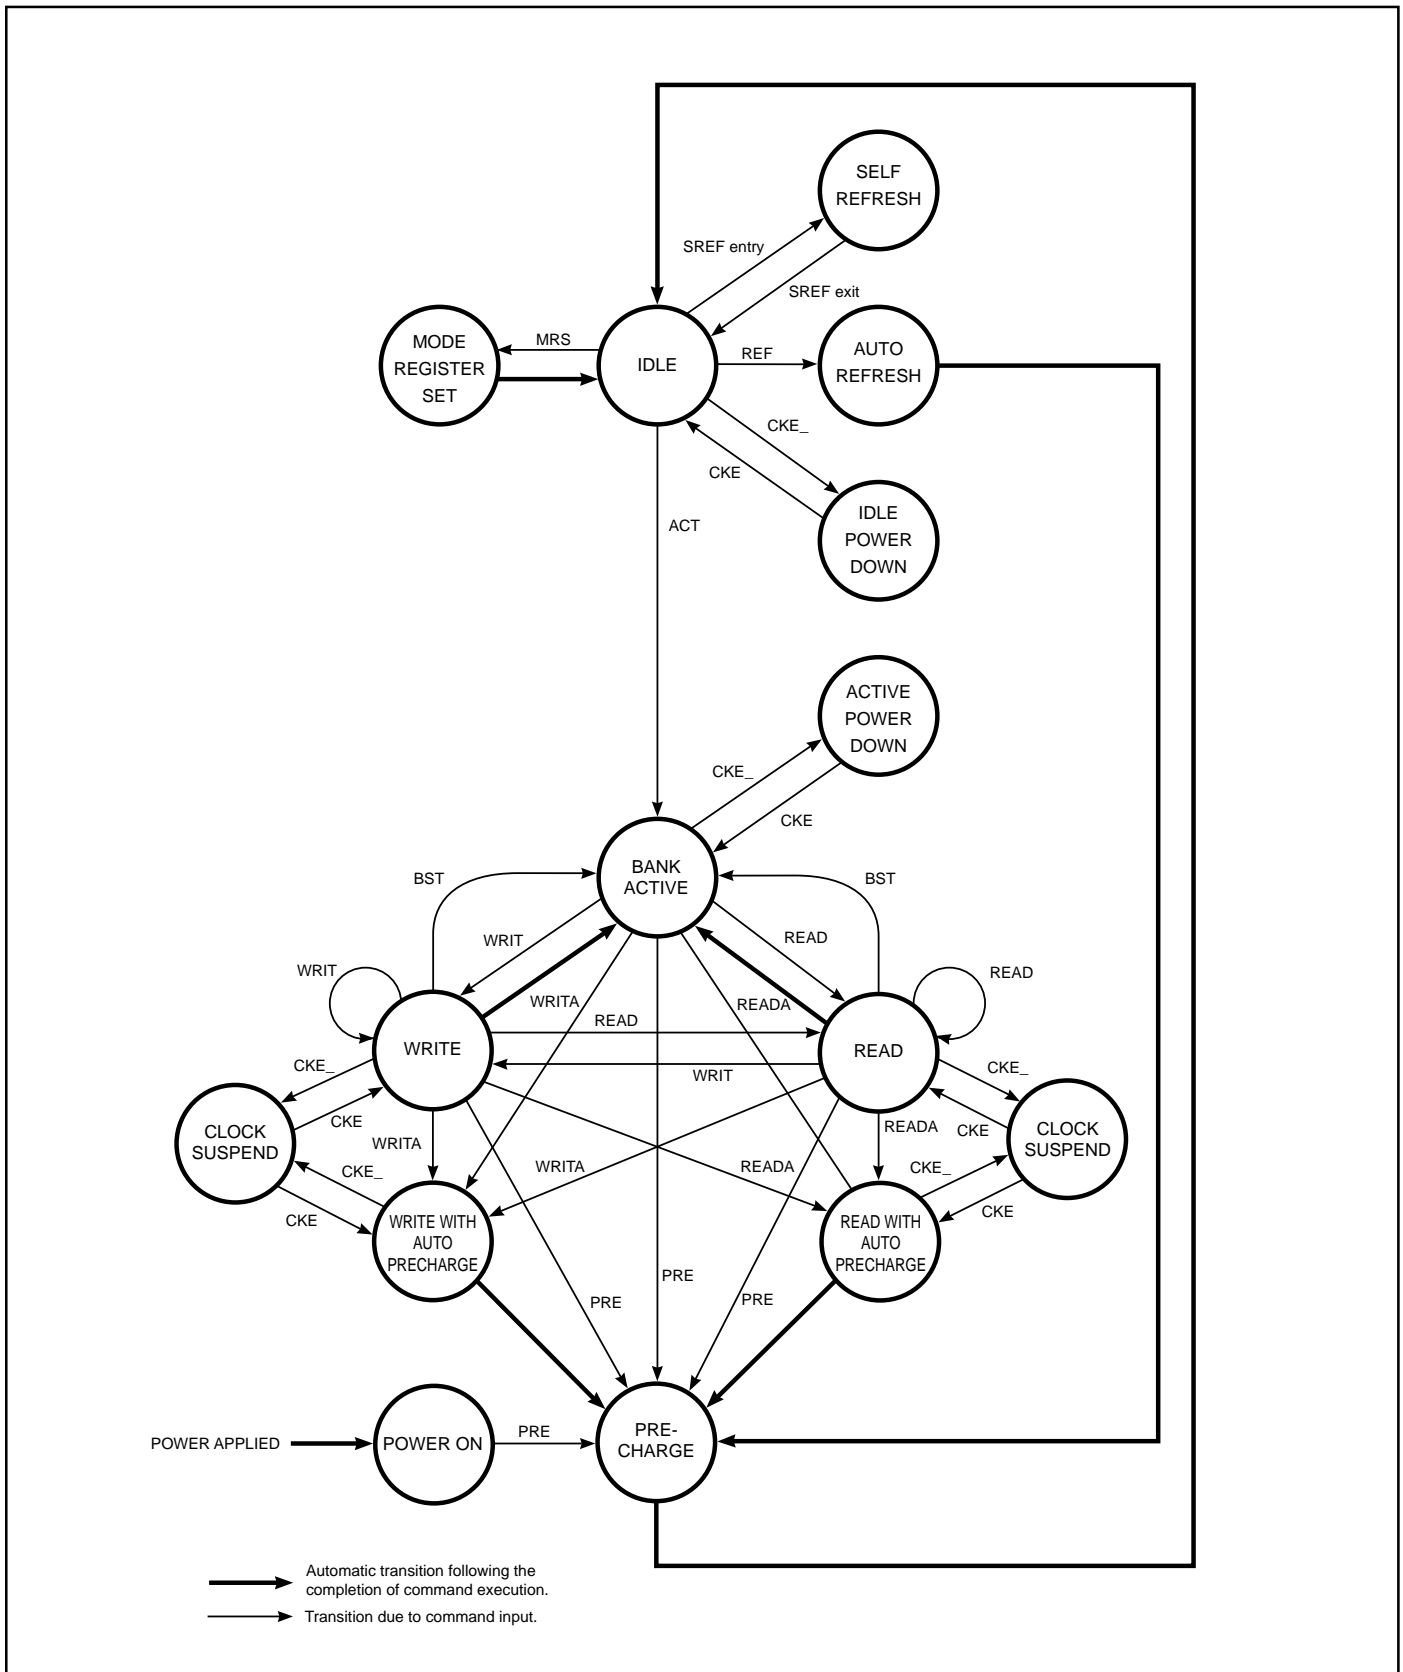 SELF
REFRESH
SREF entry
SREF exit
MODE
REGISTER
SET
MRS
IDLE
REF
AUTO
REFRESH
CKE_
CKE
IDLE
POWER
DOWN
ACT
ACTIVE
POWER
DOWN
CKE_
CKE
BANK
ACTIVE
BST
BST
WRIT
READ
WRIT
READ
WRITA
READA
READ
WRITE
READ
WRIT
CKE_
CKE_
CKE
CKE
CLOCK
SUSPEND
CLOCK
SUSPEND
WRITA
READA
CKE_
WRITA
READA
CKE_
CKE
CKE
WRITE WITH
AUTO
PRECHARGE
READ WITH
AUTO
PRECHARGE
PRE
PRE
PRE
POWER APPLIED
POWER ON
PRE
PRE-
CHARGE
Automatic transition following the
completion of command execution.
Transition due to command input.